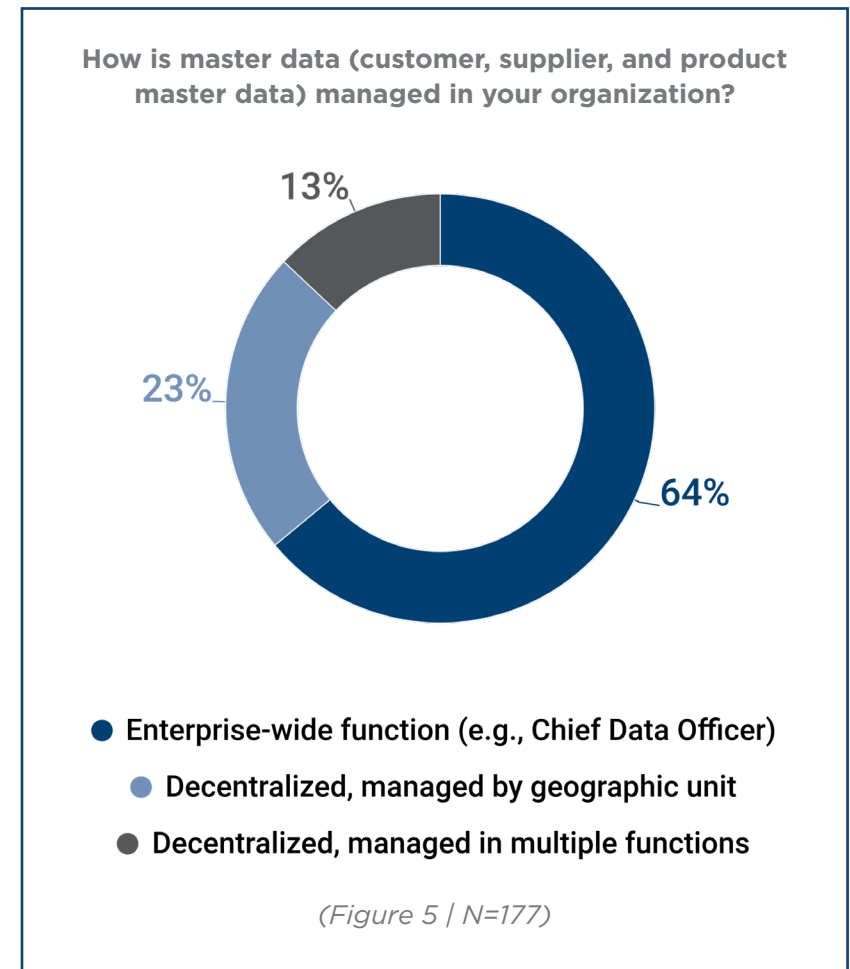 How is master data (customer, supplier, and product
master data) managed in your organization?
13%
23%
64%
Enterprise-wide function (e.g., Chief Data Officer)
Decentralized, managed by geographic unit
Decentralized, managed in multiple functions
(Figure 5 | N=177)